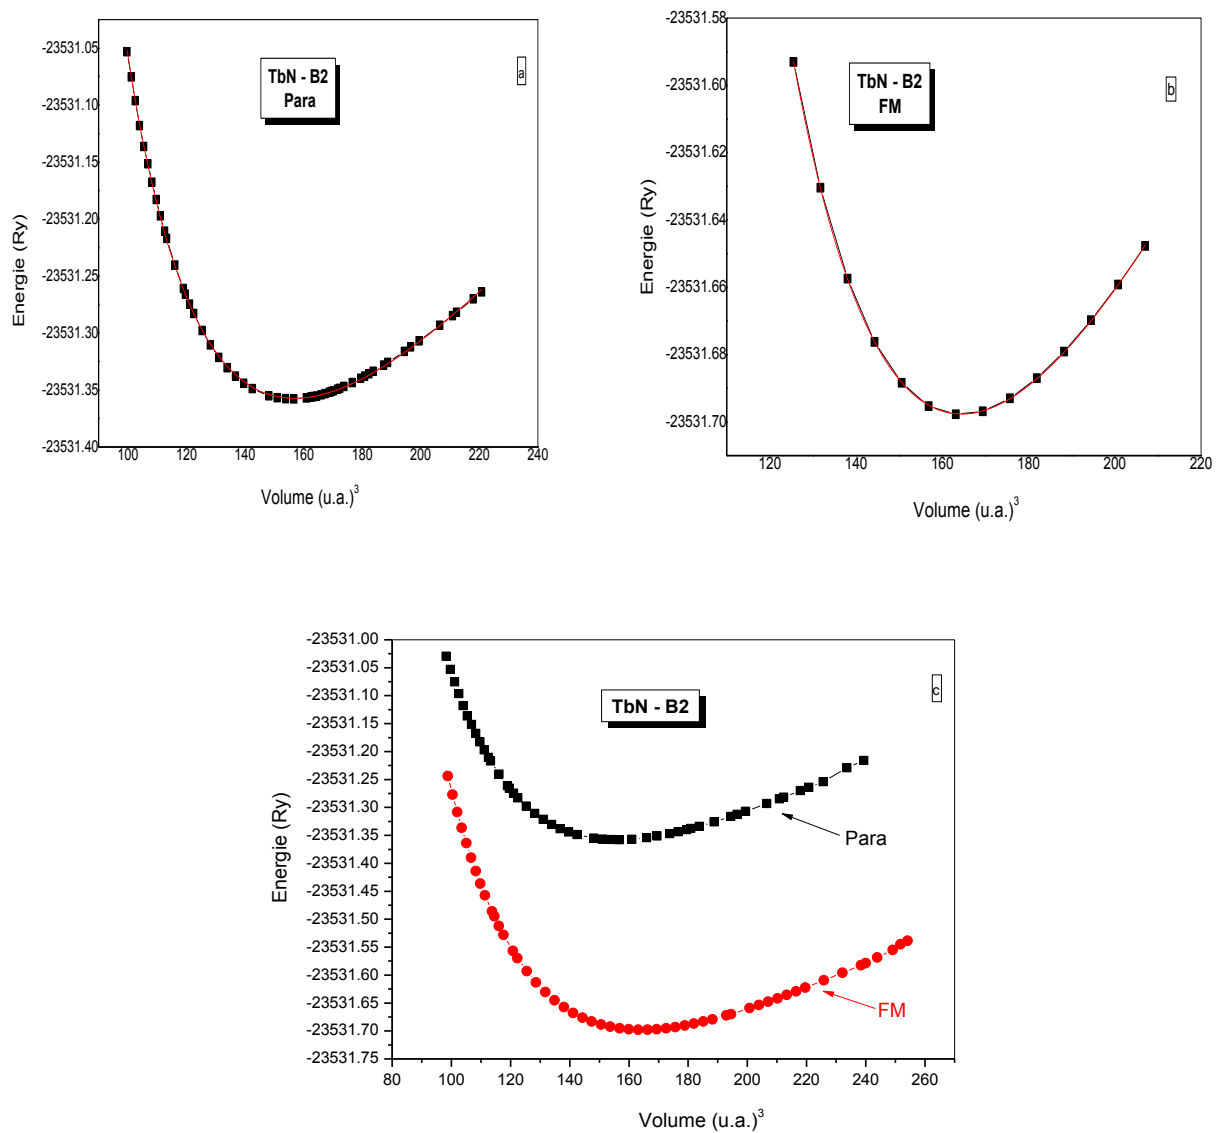 TbN - B2
Para
a
Energie (Ry)
-23531.05
-23531.10
-23531.15
-23531.20
-23531.25
-23531.30
-23531.35
-23531.40
100 120 140 160 180 200 220 240
Volume (u.a.)³
TbN - B2
FM
b
Energie (Ry)
-23531.58
-23531.60
-23531.62
-23531.64
-23531.66
-23531.68
-23531.70
120 140 160 180 200 220
Volume (u.a.)³
TbN - B2
c
Energie (Ry)
-23531.00
-23531.05
-23531.10
-23531.15
-23531.20
-23531.25
-23531.30
-23531.35
-23531.40
-23531.45
-23531.50
-23531.55
-23531.60
-23531.65
-23531.70
-23531.75
Para
FM
80 100 120 140 160 180 200 220 240 260
Volume (u.a.)³